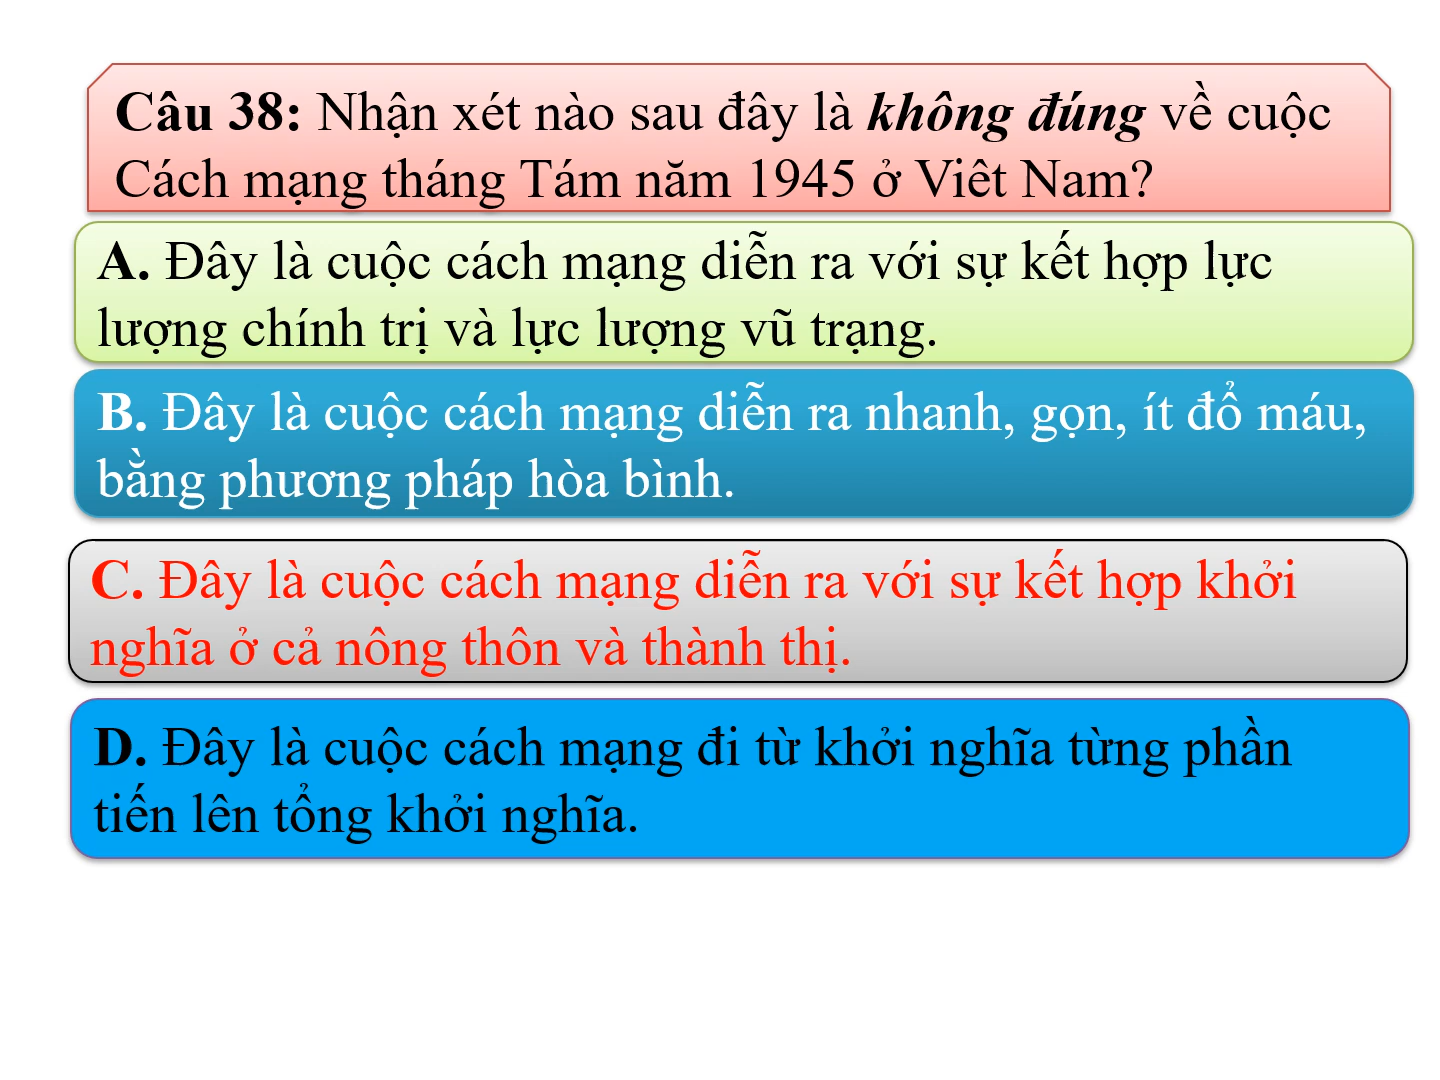 Câu 38: Nhận xét nào sau đây là không đúng về cuộc
Cách mạng tháng Tám năm 1945 ở Viêt Nam?
A. Đây là cuộc cách mạng diễn ra với sự kết hợp lực
lượng chính trị và lực lượng vũ trạng.
B. Đây là cuộc cách mạng diễn ra nhanh, gọn, ít đổ máu,
bằng phương pháp hòa bình.
C. Đây là cuộc cách mạng diễn ra với sự kết hợp khởi
nghĩa ở cả nông thôn và thành thị.
D. Đây là cuộc cách mạng đi từ khởi nghĩa từng phần
tiến lên tổng khởi nghĩa.